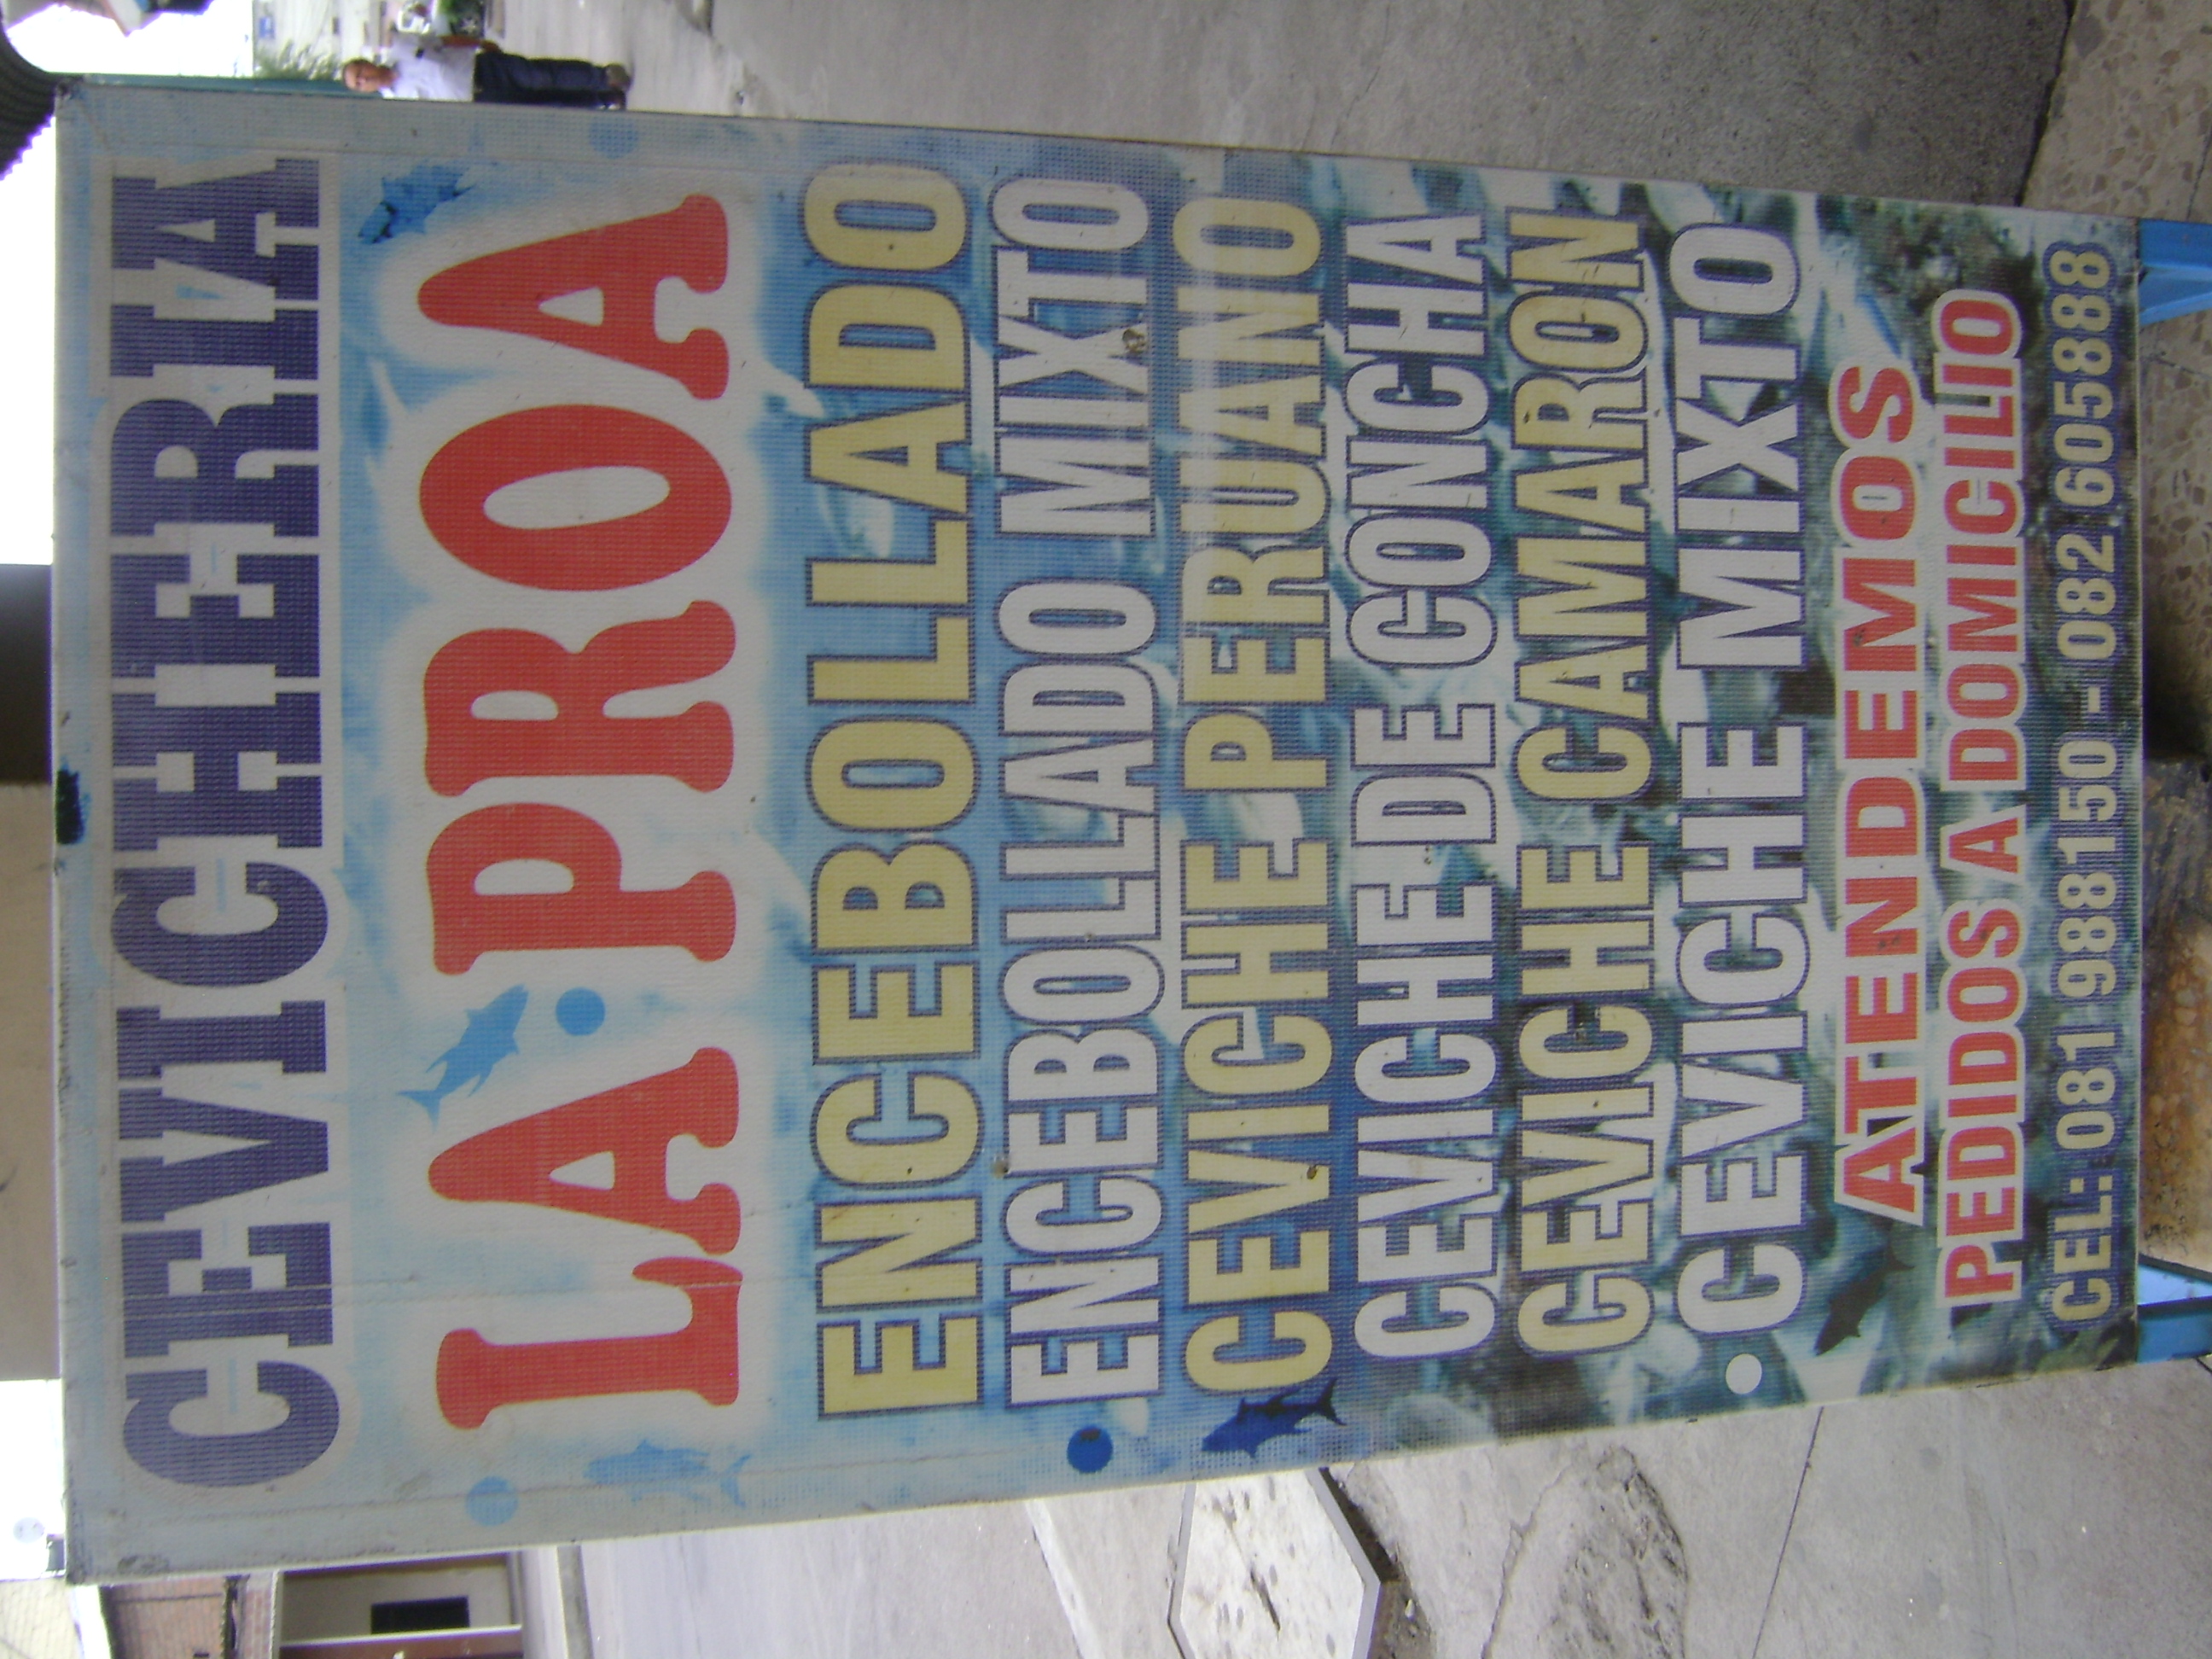 CEVICHERIA
LA PROA
ENCEBOLLADO
ENCEBOLLADO MIXTO
CEVICHE PERUANO
CEVICHE DE CONCHA
CEVICHE CAMARON
CEVICHE MIXTO
ATENDEMOS
PEDIDOS A DOMICILIO
CEL: 081 988150 - 082 605888